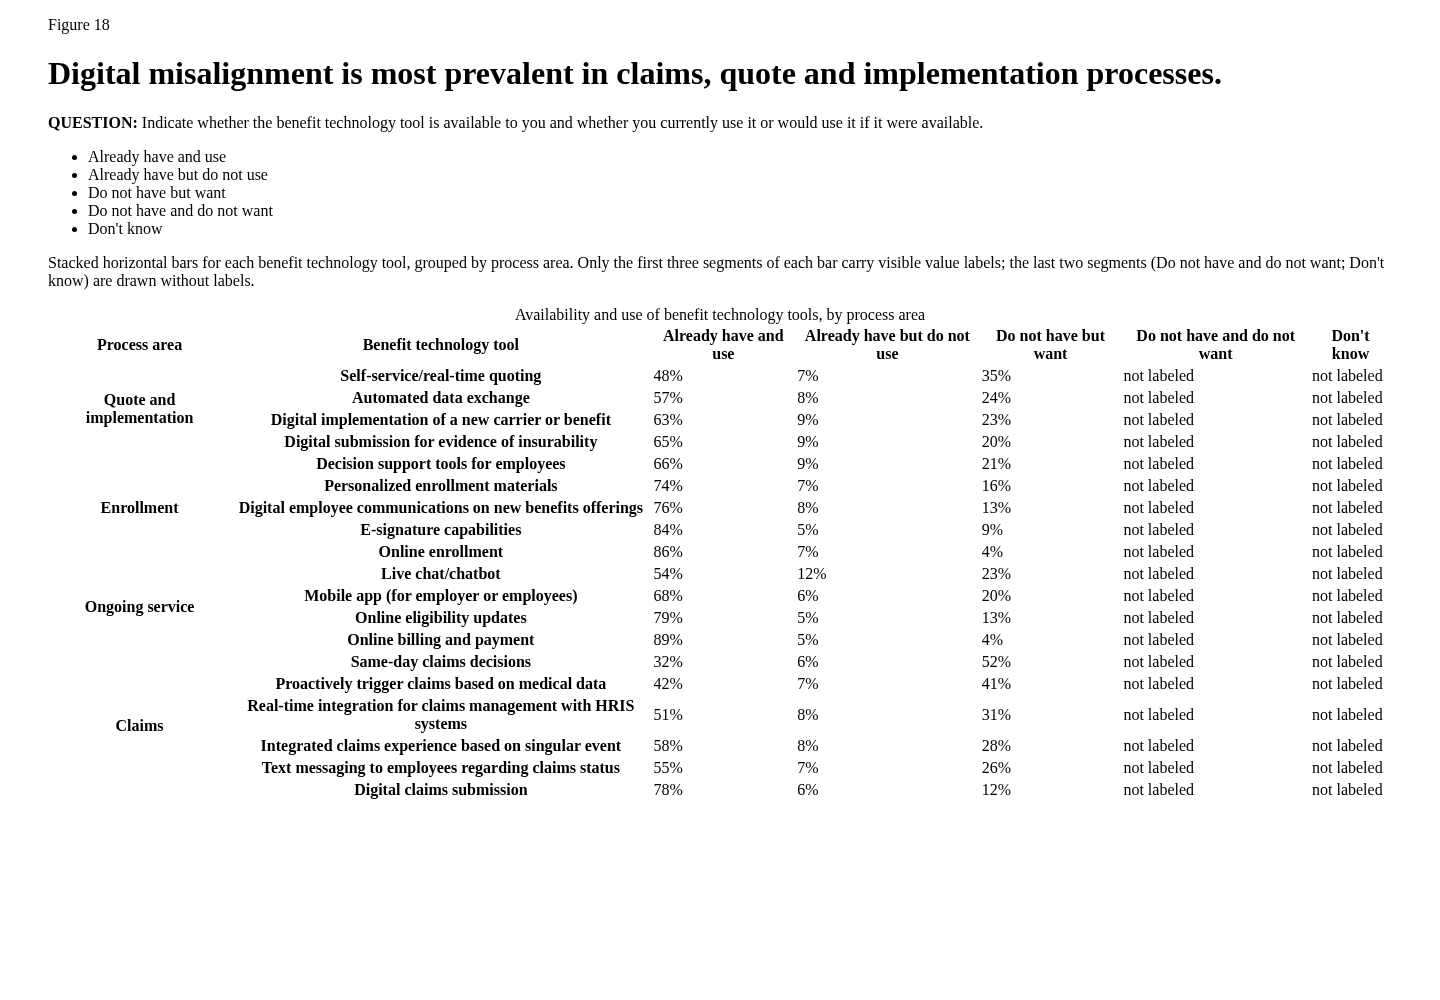 Figure 18
Digital misalignment is most prevalent in claims, quote and implementation processes.
QUESTION: Indicate whether the benefit technology tool is available to you and whether you currently use it or would use it if it were available.
Already have and use
Already have but do not use
Do not have but want
Do not have and do not want
Don't know
Stacked horizontal bars for each benefit technology tool, grouped by process area. Only the first three segments of each bar carry visible value labels; the last two segments (Do not have and do not want; Don't
know) are drawn without labels.
Availability and use of benefit technology tools, by process area
Process area Benefit technology tool Already have and use Already have but do not use Do not have but want Do not have and do not want Don't know
Quote and implementation
Self-service/real-time quoting 48% 7% 35% not labeled not labeled
Automated data exchange 57% 8% 24% not labeled not labeled
Digital implementation of a new carrier or benefit 63% 9% 23% not labeled not labeled
Digital submission for evidence of insurability 65% 9% 20% not labeled not labeled
Enrollment
Decision support tools for employees 66% 9% 21% not labeled not labeled
Personalized enrollment materials 74% 7% 16% not labeled not labeled
Digital employee communications on new benefits offerings 76% 8% 13% not labeled not labeled
E-signature capabilities 84% 5% 9% not labeled not labeled
Online enrollment 86% 7% 4% not labeled not labeled
Ongoing service
Live chat/chatbot 54% 12% 23% not labeled not labeled
Mobile app (for employer or employees) 68% 6% 20% not labeled not labeled
Online eligibility updates 79% 5% 13% not labeled not labeled
Online billing and payment 89% 5% 4% not labeled not labeled
Claims
Same-day claims decisions 32% 6% 52% not labeled not labeled
Proactively trigger claims based on medical data 42% 7% 41% not labeled not labeled
Real-time integration for claims management with HRIS systems 51% 8% 31% not labeled not labeled
Integrated claims experience based on singular event 58% 8% 28% not labeled not labeled
Text messaging to employees regarding claims status 55% 7% 26% not labeled not labeled
Digital claims submission 78% 6% 12% not labeled not labeled